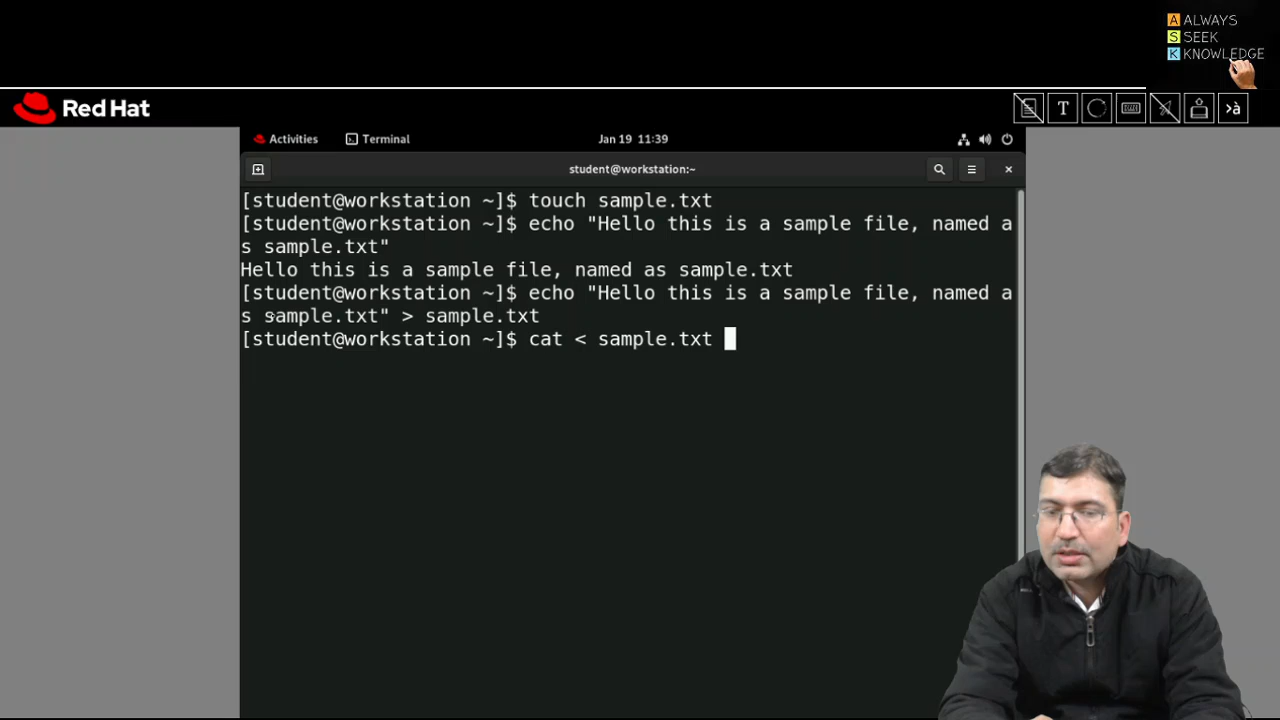 A ALWAYS
S SEEK
K KNOWLEDGE
Red Hat
T
>à
Activities
Terminal
Jan 19 11:39
student@workstation:~
[student@workstation ~]$ touch sample.txt
[student@workstation ~]$ echo "Hello this is a sample file, named a
s sample.txt"
Hello this is a sample file, named as sample.txt
[student@workstation ~]$ echo "Hello this is a sample file, named a
s sample.txt" > sample.txt
[student@workstation ~]$ cat < sample.txt